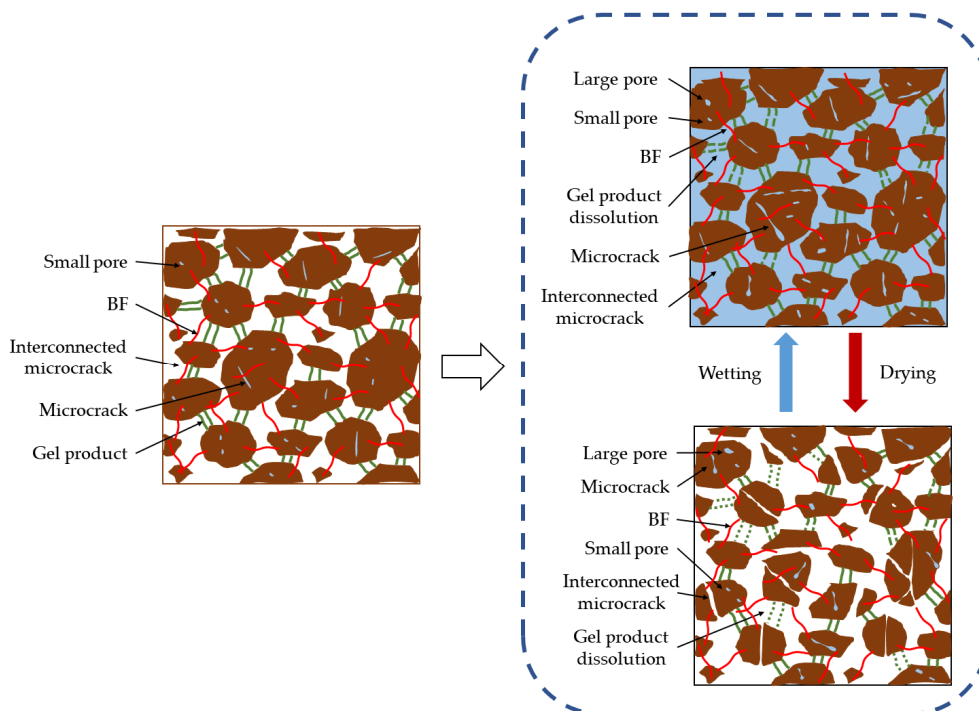 Small pore
BF
Interconnected
microcrack
Microcrack
Gel product
Large pore
Small pore
BF
Gel product
dissolution
Microcrack
Interconnected
microcrack
Wetting
Drying
Large pore
Microcrack
BF
Small pore
Interconnected
microcrack
Gel product
dissolution